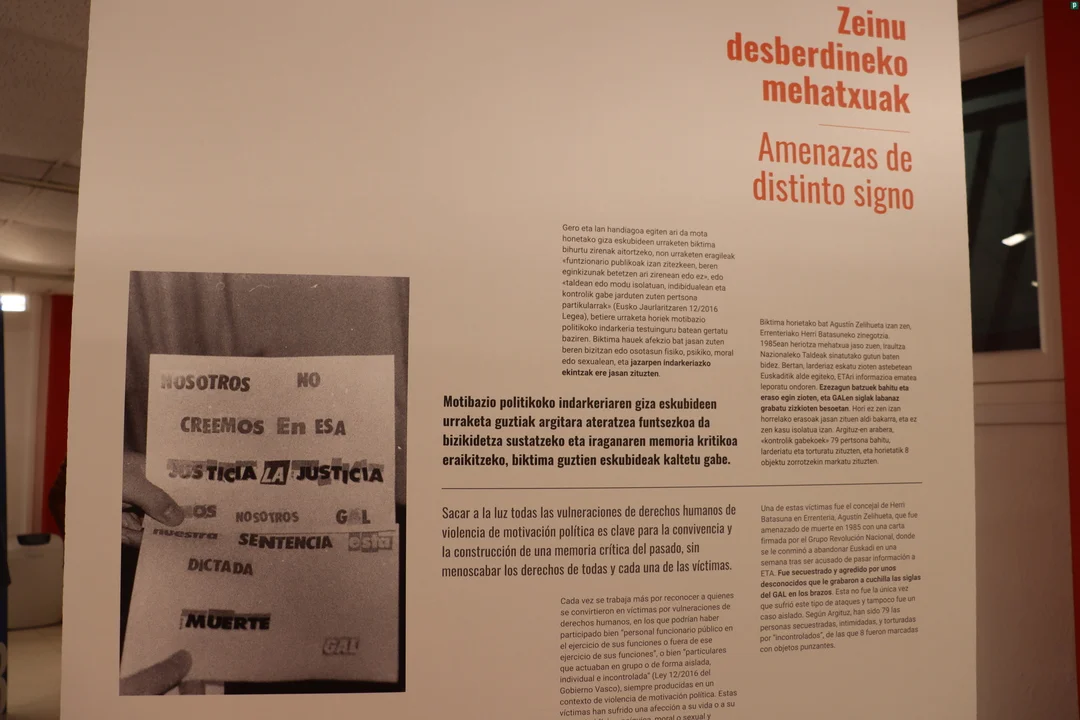 Zeinu
desberdineko
mehatxuak
Amenazas de
distinto signo
Gero eta lan handiagoa egiten ari da mota
honetako giza eskubideen urraketen biktima
bihurtu zirenak aitortzeko, non urraketen eragileak
«funtzionario publikoak izan zitezkeen, beren
eginkizunak betetzen ari zirenean edo ez», edo
«taldean edo modu isolatuan, indibidualean eta
kontrolik gabe jarduten zuten pertsona
partikularrak» (Eusko Jaurlaritzaren 12/2016
Legea), betiere urraketa horiek motibazio
politikoko indarkeria testuinguru batean gertatu
baziren. Biktima hauek afekzio bat jasan zuten
beren bizitzan edo osotasun fisiko, psikiko, moral
edo sexualean, eta jazarpen indarkeriazko
ekintzak ere jasan zituzten.
Motibazio politikoko indarkeriaren giza eskubideen
urraketa guztiak argitara ateratzea funtsezkoa da
bizikidetza sustatzeko eta iraganaren memoria kritikoa
eraikitzeko, biktima guztien eskubideak kaltetu gabe.
Biktima horietako bat Agustín Zelihueta izan zen,
Errenteriako Herri Batasuneko zinegotzia.
1985ean heriotza mehatxua jaso zuen, Iraultza
Nazionaleko Taldeak sinatutako gutun baten
bidez. Bertan, larderiaz eskatu zioten astebetean
Euskaditik alde egiteko, ETAri informazioa ematea
leporatu ondoren. Ezezagun batzuek bahitu eta
eraso egin zioten, eta GALen siglak labanaz
grabatu zizkioten besoetan. Hori ez zen izan
horrelako erasoak jasan zituen aldi bakarra, eta ez
zen kasu isolatua izan. Argituz-en arabera,
«kontrolik gabekoek» 79 pertsona bahitu,
larderiatu eta torturatu zituzten, eta horietatik 8
objektu zorrotzekin markatu zituzten.
Sacar a la luz todas las vulneraciones de derechos humanos de
violencia de motivación política es clave para la convivencia y
la construcción de una memoria crítica del pasado, sin
menoscabar los derechos de todas y cada una de las víctimas.
Cada vez se trabaja más por reconocer a quienes
se convirtieron en víctimas por vulneraciones de
derechos humanos, en los que podrían haber
participado bien "personal funcionario público en
el ejercicio de sus funciones o fuera de ese
ejercicio de sus funciones", o bien "particulares
que actuaban en grupo o de forma aislada,
individual e incontrolada" (Ley 12/2016 del
Gobierno Vasco), siempre producidas en un
contexto de violencia de motivación política. Estas
víctimas han sufrido una afección a su vida o a su
moral o sexual y
Una de estas víctimas fue el concejal de Herri
Batasuna en Errenteria, Agustín Zelihueta, que fue
amenazado de muerte en 1985 con una carta
firmada por el Grupo Revolución Nacional, donde
se le conminó a abandonar Euskadi en una
semana tras ser acusado de pasar información a
ETA. Fue secuestrado y agredido por unos
desconocidos que le grabaron a cuchilla las siglas
del GAL en los brazos. Esta no fue la única vez
que sufrió este tipo de ataques y tampoco fue un
caso aislado. Según Argituz, han sido 79 las
personas secuestradas, intimidadas, y torturadas
por "incontrolados", de las que 8 fueron marcadas
con objetos punzantes.
NOSOTROS NO
CREEMOS En ESA
JUSTICIA LA JUSTICIA
NOSOTROS GAL
nuestra SENTENCIA esta
DICTADA
MUERTE
GAL